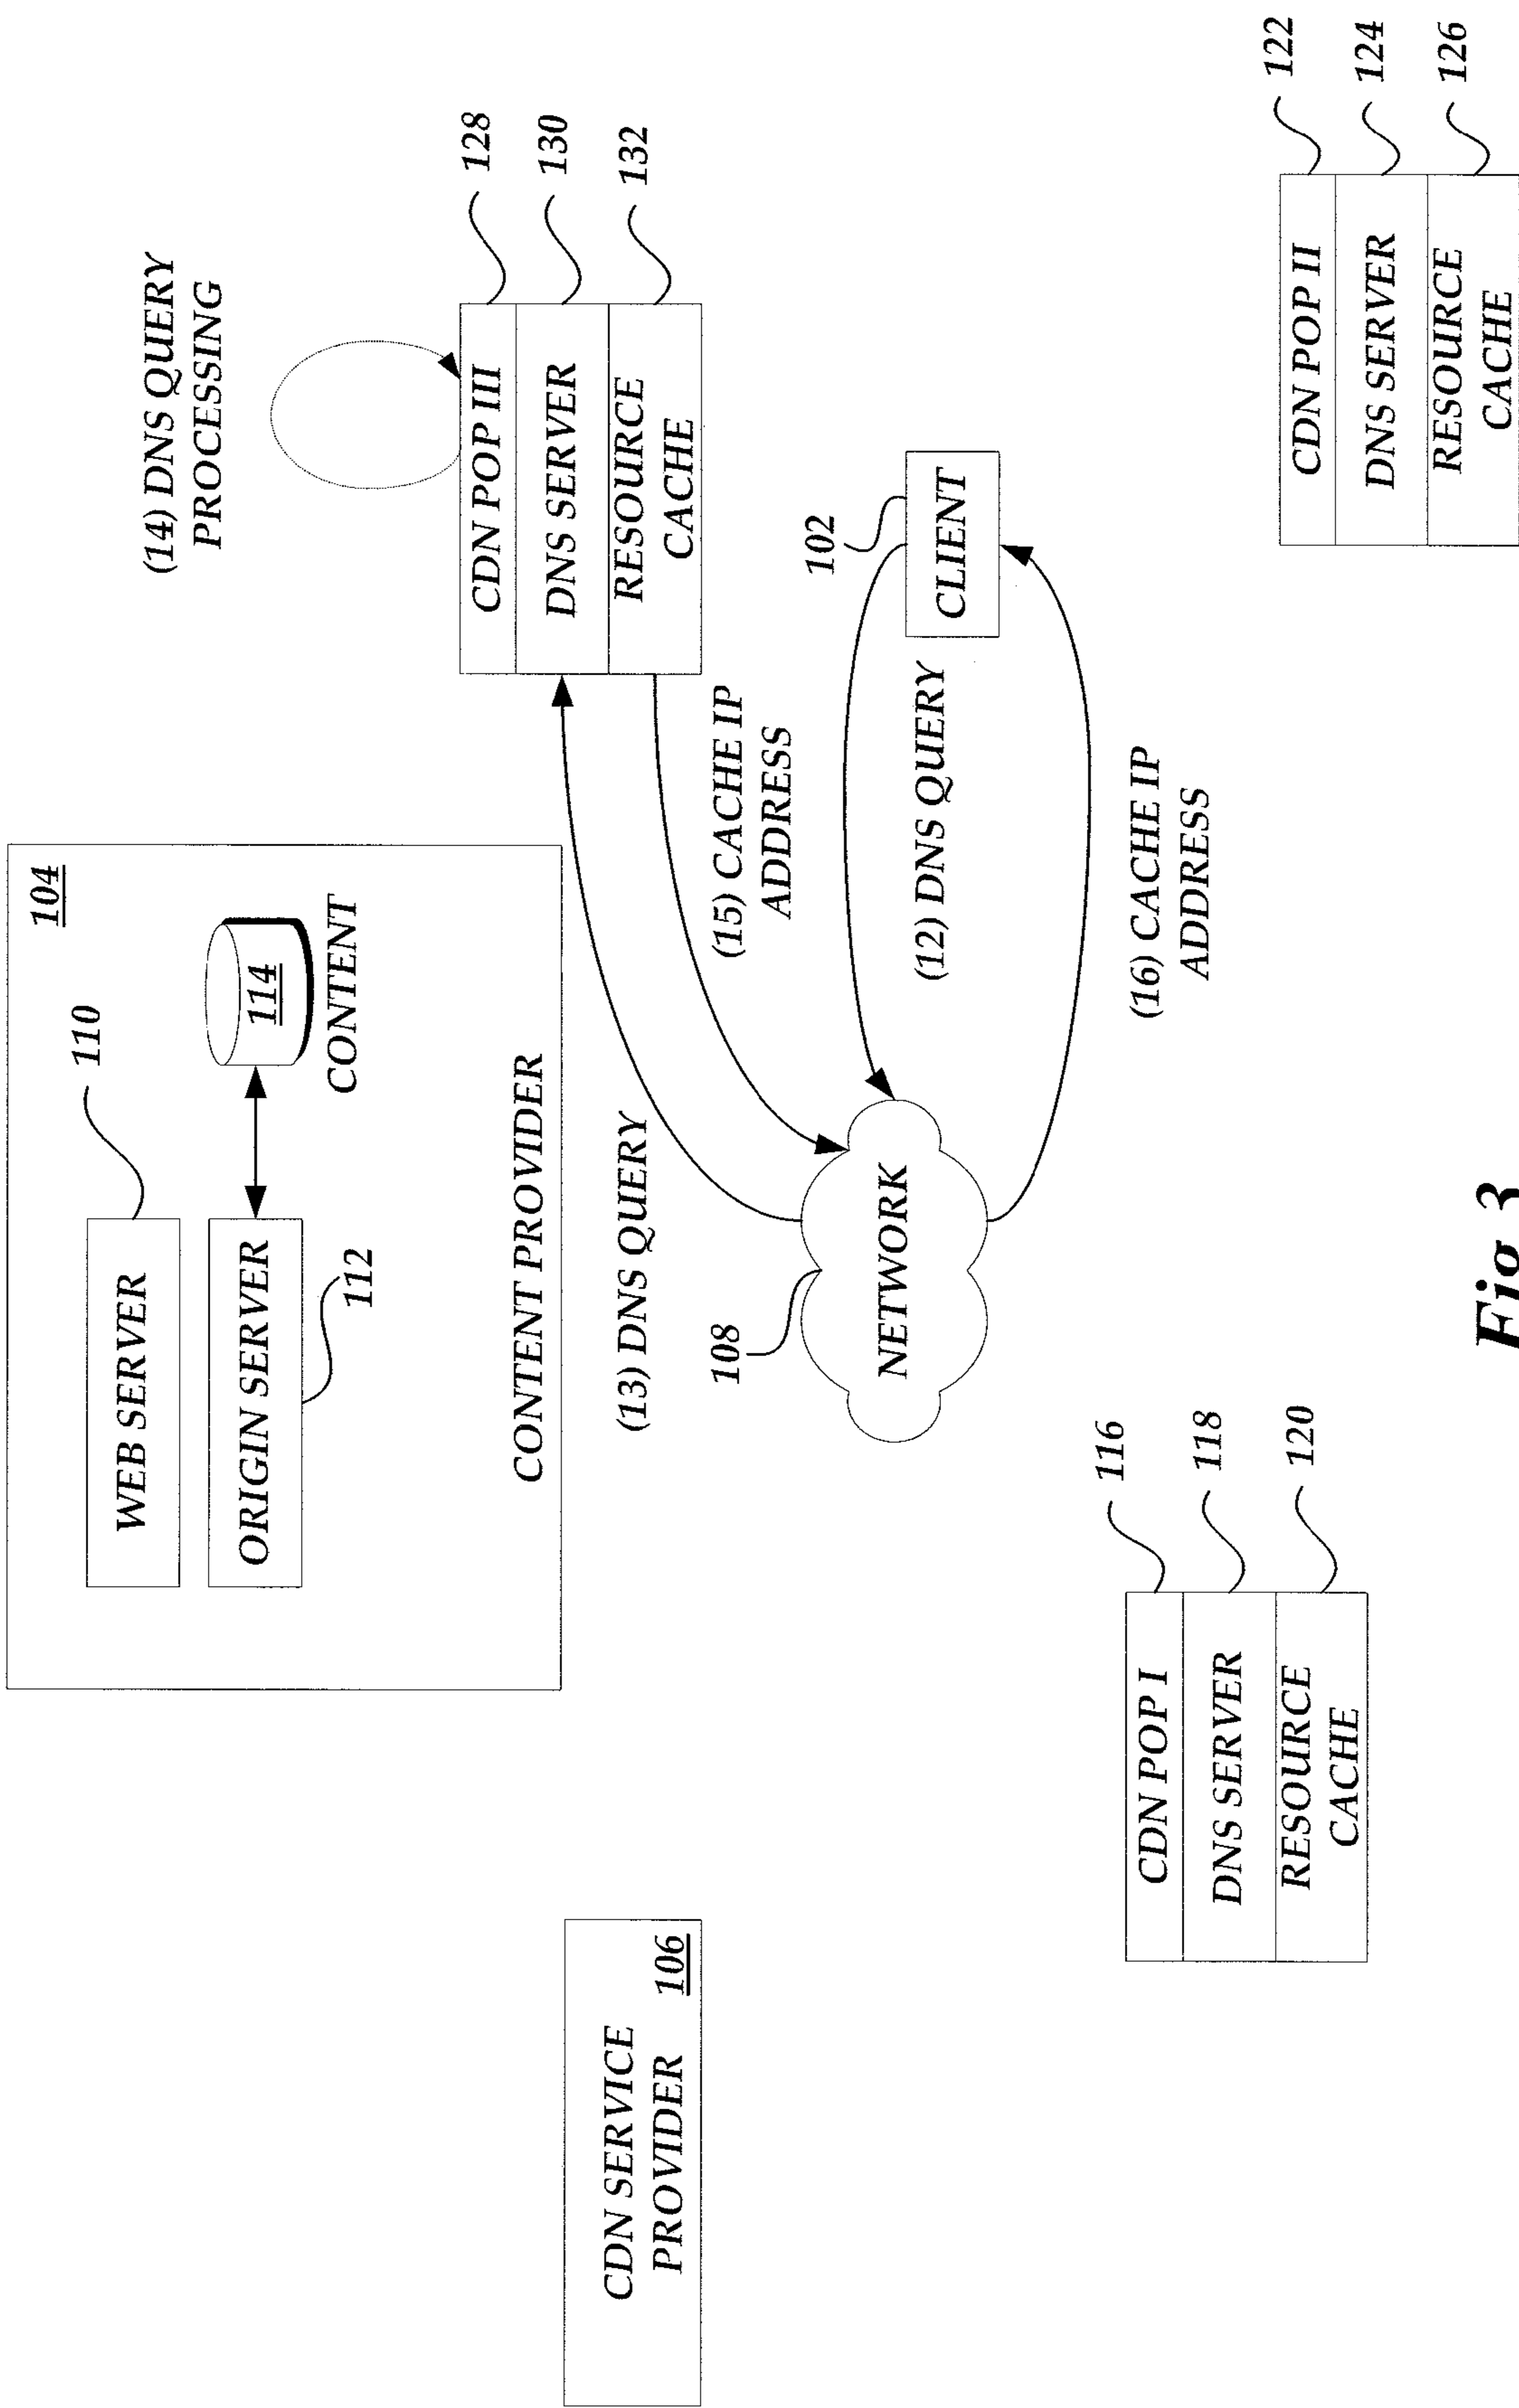 104
110
WEB SERVER
ORIGIN SERVER
112
114
CONTENT
CONTENT PROVIDER
(14) DNS QUERY
PROCESSING
CDN POP III
DNS SERVER
RESOURCE
CACHE
128
130
132
CDN SERVICE
PROVIDER
106
(13) DNS QUERY
(15) CACHE IP
ADDRESS
108
NETWORK
102
CLIENT
(12) DNS QUERY
(16) CACHE IP
ADDRESS
CDN POP I
DNS SERVER
RESOURCE
CACHE
116
118
120
CDN POP II
DNS SERVER
RESOURCE
CACHE
122
124
126
Fig.3.